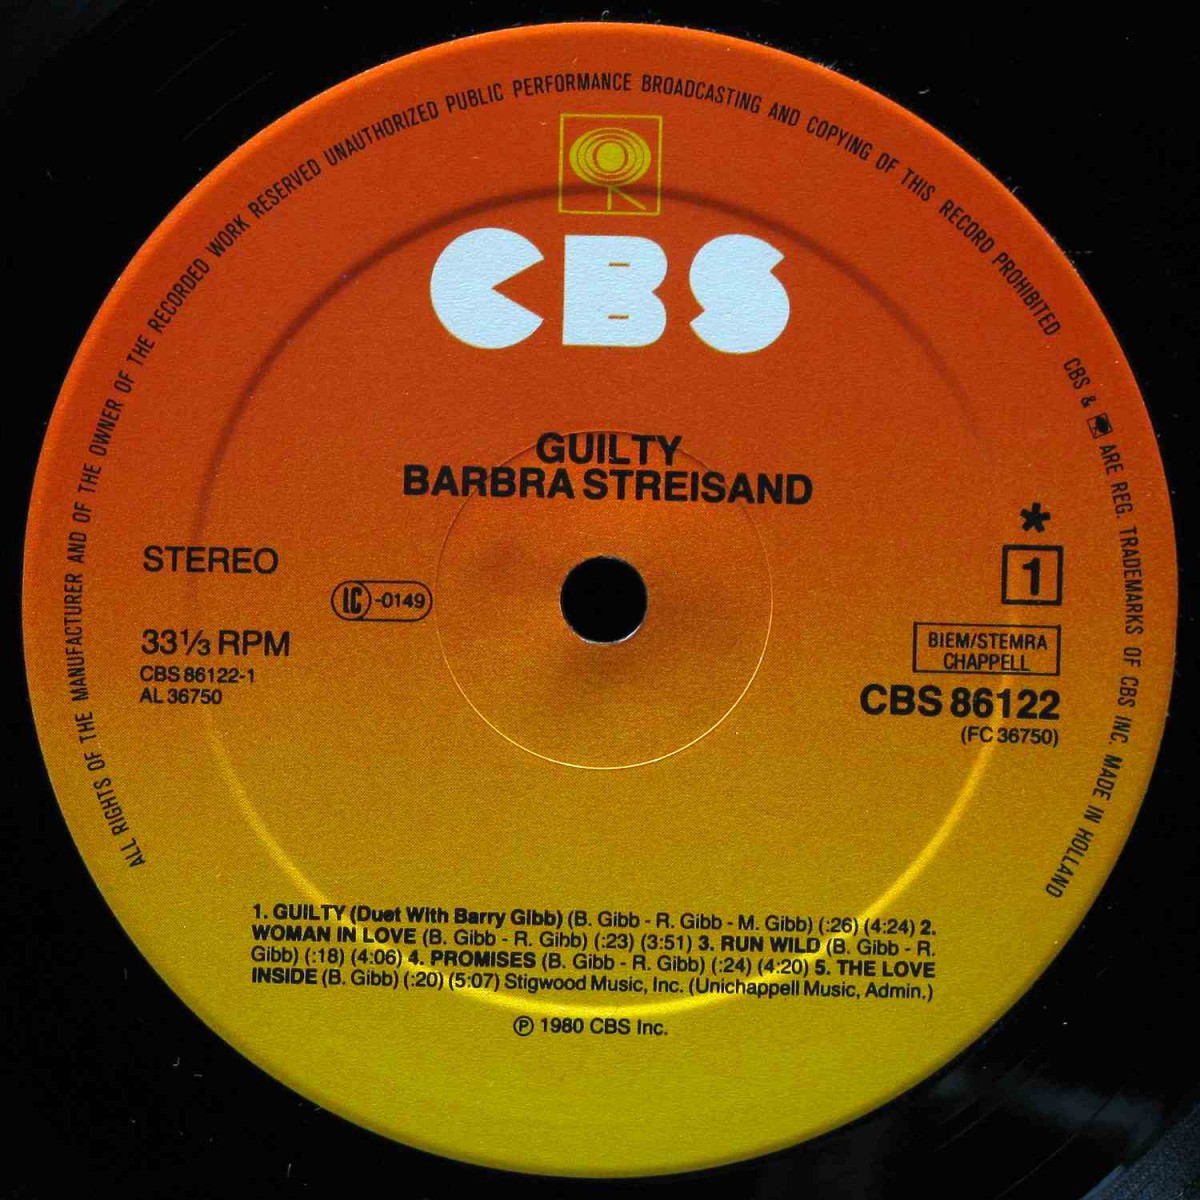 ALL RIGHTS OF THE MANUFACTURER AND OF THE OWNER OF THE RECORDED WORK RESERVED UNAUTHORIZED PUBLIC PERFORMANCE BROADCASTING AND COPYING OF THIS RECORD PROHIBITED CBS & ARE REG. TRADEMARKS OF CBS INC. MADE IN HOLLAND
CBS
GUILTY
BARBRA STREISAND
STEREO
LC-0149
33⅓ RPM
CBS 86122-1
AL 36750
*
1
BIEM/STEMRA
CHAPPELL
CBS 86122
(FC 36750)
1. GUILTY (Duet With Barry Gibb) (B. Gibb - R. Gibb - M. Gibb) (:26) (4:24) 2.
WOMAN IN LOVE (B. Gibb - R. Gibb) (:23) (3:51) 3. RUN WILD (B. Gibb - R.
Gibb) (:18) (4:06) 4. PROMISES (B. Gibb - R. Gibb) (:24) (4:20) 5. THE LOVE
INSIDE (B. Gibb) (:20) (5:07) Stigwood Music, Inc. (Unichappell Music, Admin.)
℗ 1980 CBS Inc.